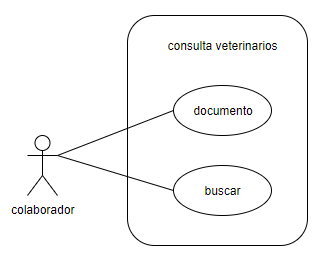 consulta veterinarios
documento
buscar
colaborador